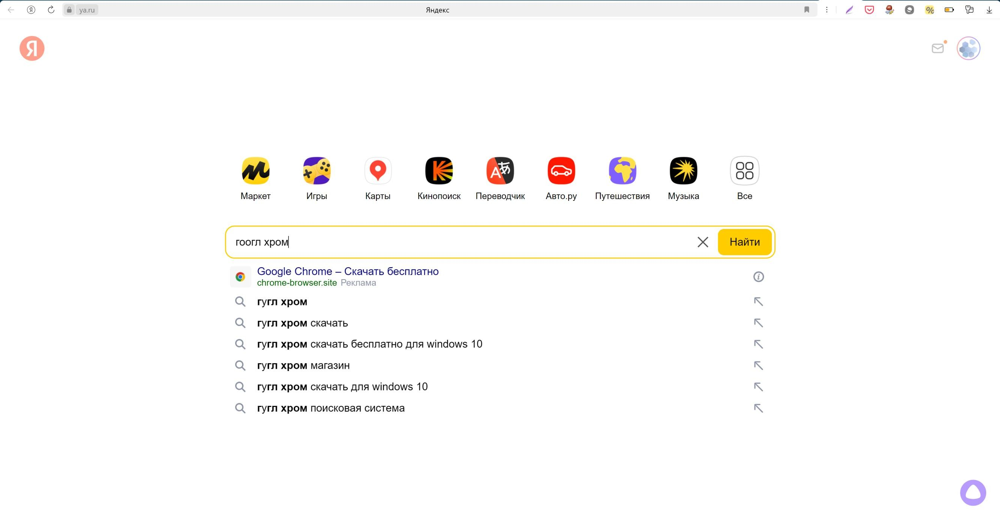 ya.ru
Яндекс
Я
Маркет
Игры
Карты
Кинопоиск
Переводчик
Авто.ру
Путешествия
Музыка
Все
гоогл хром
Найти
Google Chrome – Скачать бесплатно
chrome-browser.site Реклама
гугл хром
гугл хром скачать
гугл хром скачать бесплатно для windows 10
гугл хром магазин
гугл хром скачать для windows 10
гугл хром поисковая система